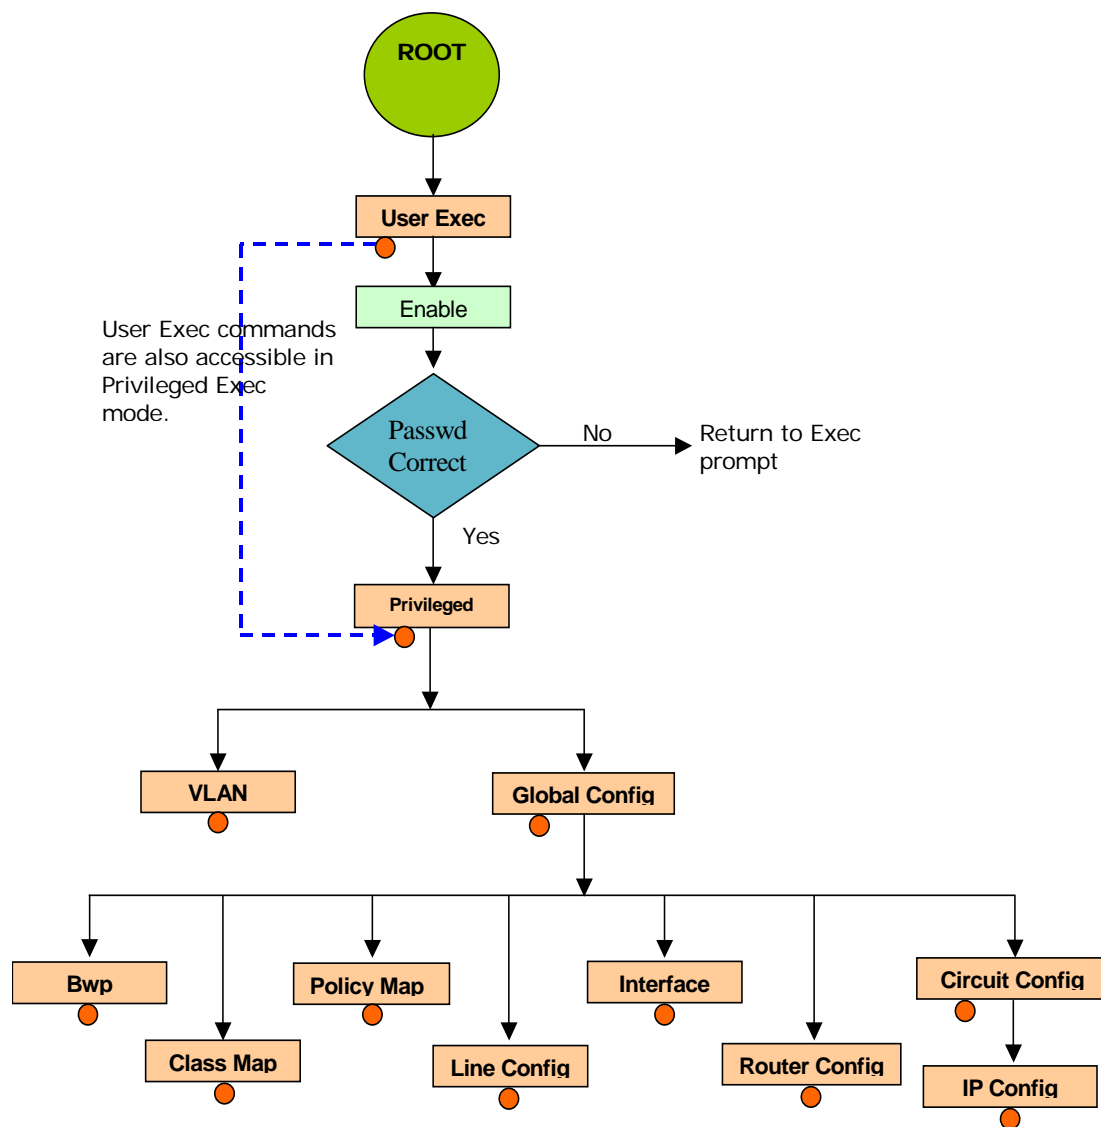 ROOT
User Exec
Enable
User Exec commands
are also accessible in
Privileged Exec
mode.
Passwd
Correct
No
Return to Exec
prompt
Yes
Privileged
VLAN
Global Config
Bwp
Policy Map
Interface
Circuit Config
Class Map
Line Config
Router Config
IP Config